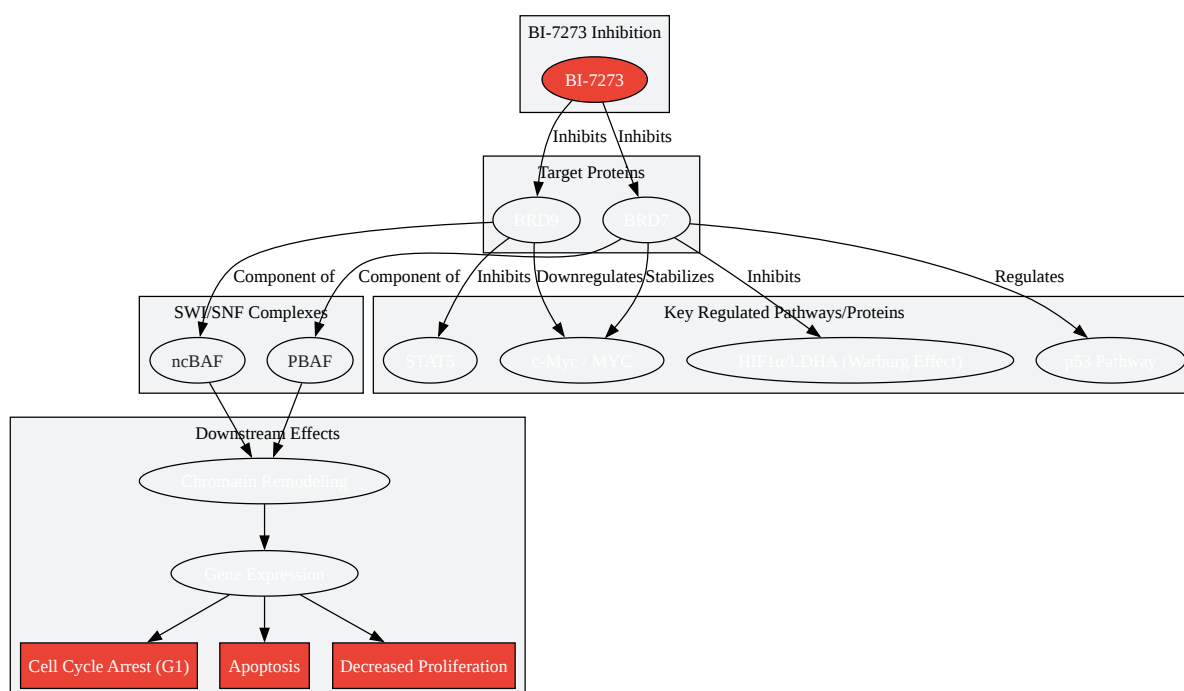 BI-7273 Inhibition
BI-7273
Inhibits
Inhibits
Target Proteins
BRD9
BRD7
Component of
Component of
Inhibits
Downregulates
Stabilizes
Inhibits
Regulates
SWI/SNF Complexes
Key Regulated Pathways/Proteins
ncBAF
PBAF
STAT5
c-Myc / MYC
HIF1α/LDHA (Warburg Effect)
p53 Pathway
Downstream Effects
Chromatin Remodeling
Gene Expression
Cell Cycle Arrest (G1)
Apoptosis
Decreased Proliferation